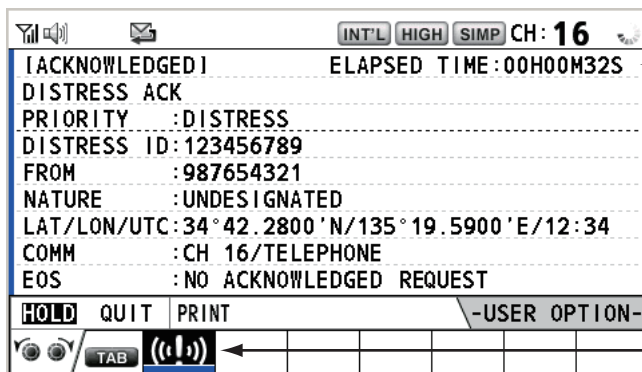 INT'L HIGH SIMP CH: 16
[ACKNOWLEDGED] ELAPSED TIME:00H00M32S
DISTRESS ACK
PRIORITY :DISTRESS
DISTRESS ID:123456789
FROM :987654321
NATURE :UNDESIGNATED
LAT/LON/UTC:34°42.2800'N/135°19.5900'E/12:34
COMM :CH 16/TELEPHONE
EOS :NO ACKNOWLEDGED REQUEST
HOLD QUIT PRINT -USER OPTION-
TAB